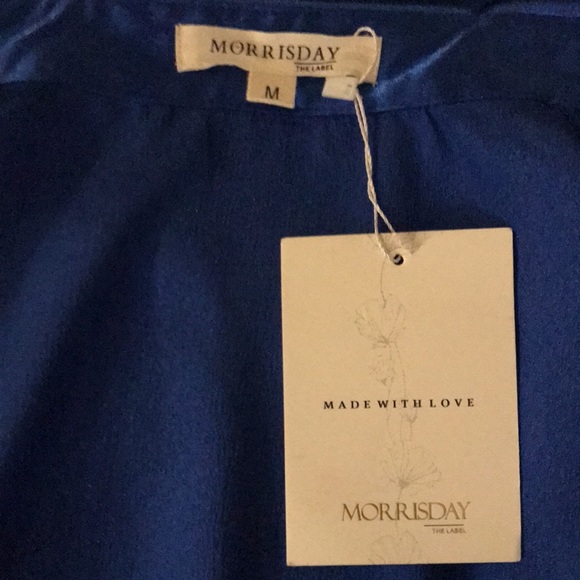 MORRISDAY
THE LABEL
M
MADE WITH LOVE
MORRISDAY
THE LABEL